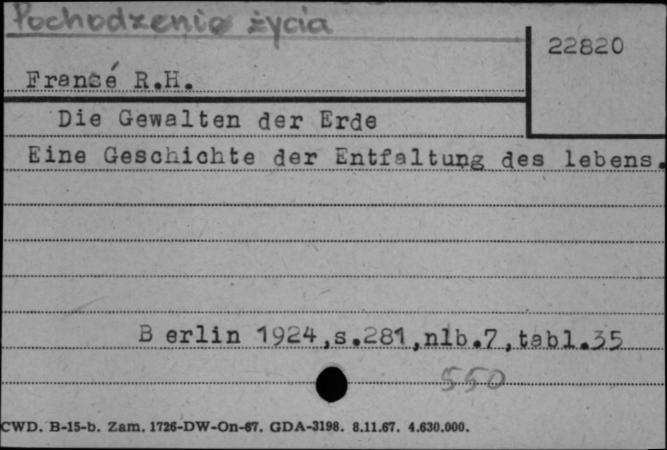 Pochodzenie życia
22820
Francé R.H.
Die Gewalten der Erde
Eine Geschichte der Entfaltung des lebens.
Berlin 1924,s.281,nlb.7,tabl.35
550
CWD. B-15-b. Zam. 1726-DW-On-67. GDA-3198. 8.11.67. 4.630.000.